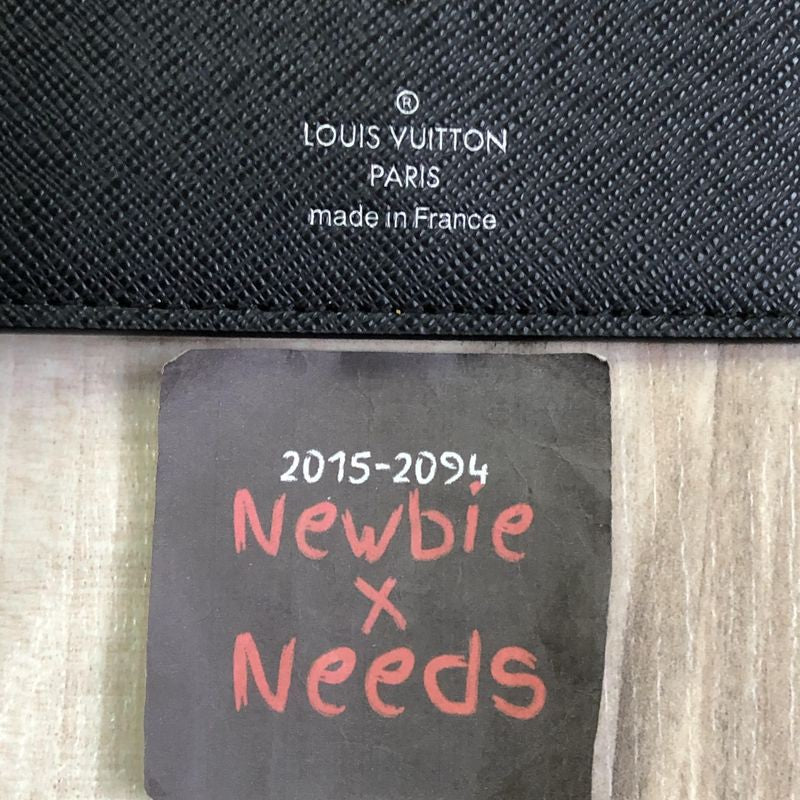 ®
LOUIS VUITTON
PARIS
made in France
2015-2094
Newbie
x
Needs